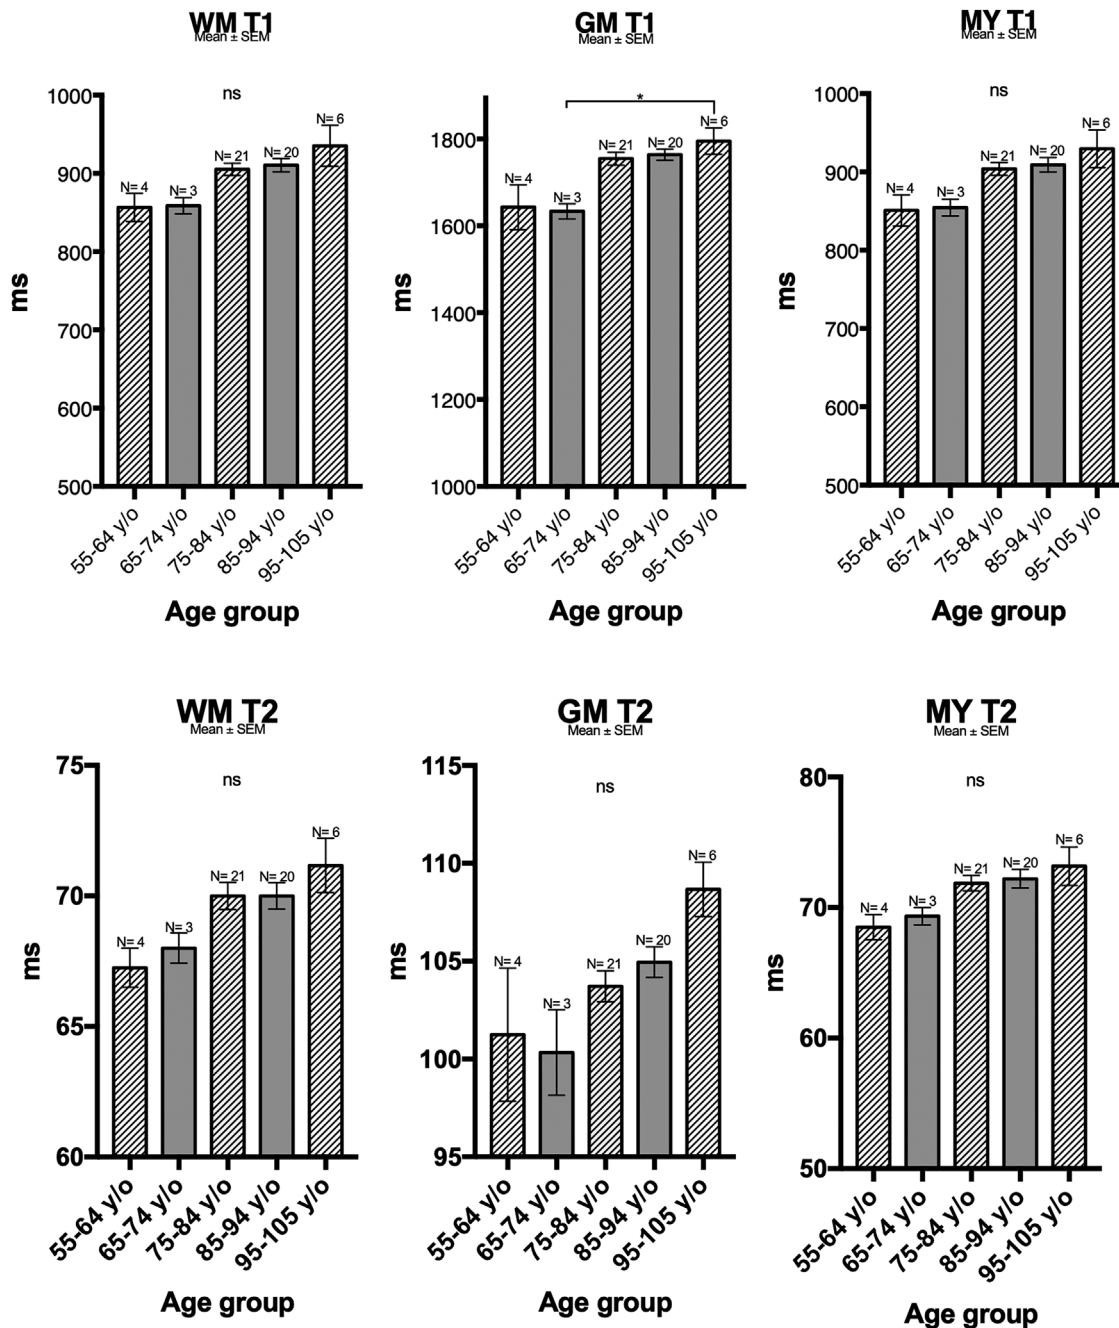 WM T1
Mean ± SEM
ns
1000
900
800
700
600
500
ms
N= 4
N= 3
N= 21
N= 20
N= 6
55-64 y/o
65-74 y/o
75-84 y/o
85-94 y/o
95-105 y/o
Age group
GM T1
Mean ± SEM
*
1800
1600
1400
1200
1000
ms
N= 4
N= 3
N= 21
N= 20
N= 6
55-64 y/o
65-74 y/o
75-84 y/o
85-94 y/o
95-105 y/o
Age group
MY T1
Mean ± SEM
ns
1000
900
800
700
600
500
ms
N= 4
N= 3
N= 21
N= 20
N= 6
55-64 y/o
65-74 y/o
75-84 y/o
85-94 y/o
95-105 y/o
Age group
WM T2
Mean ± SEM
ns
75
70
65
60
ms
N= 4
N= 3
N= 21
N= 20
N= 6
55-64 y/o
65-74 y/o
75-84 y/o
85-94 y/o
95-105 y/o
Age group
GM T2
Mean ± SEM
ns
115
110
105
100
95
ms
N= 4
N= 3
N= 21
N= 20
N= 6
55-64 y/o
65-74 y/o
75-84 y/o
85-94 y/o
95-105 y/o
Age group
MY T2
Mean ± SEM
ns
80
70
60
50
ms
N= 4
N= 3
N= 21
N= 20
N= 6
55-64 y/o
65-74 y/o
75-84 y/o
85-94 y/o
95-105 y/o
Age group